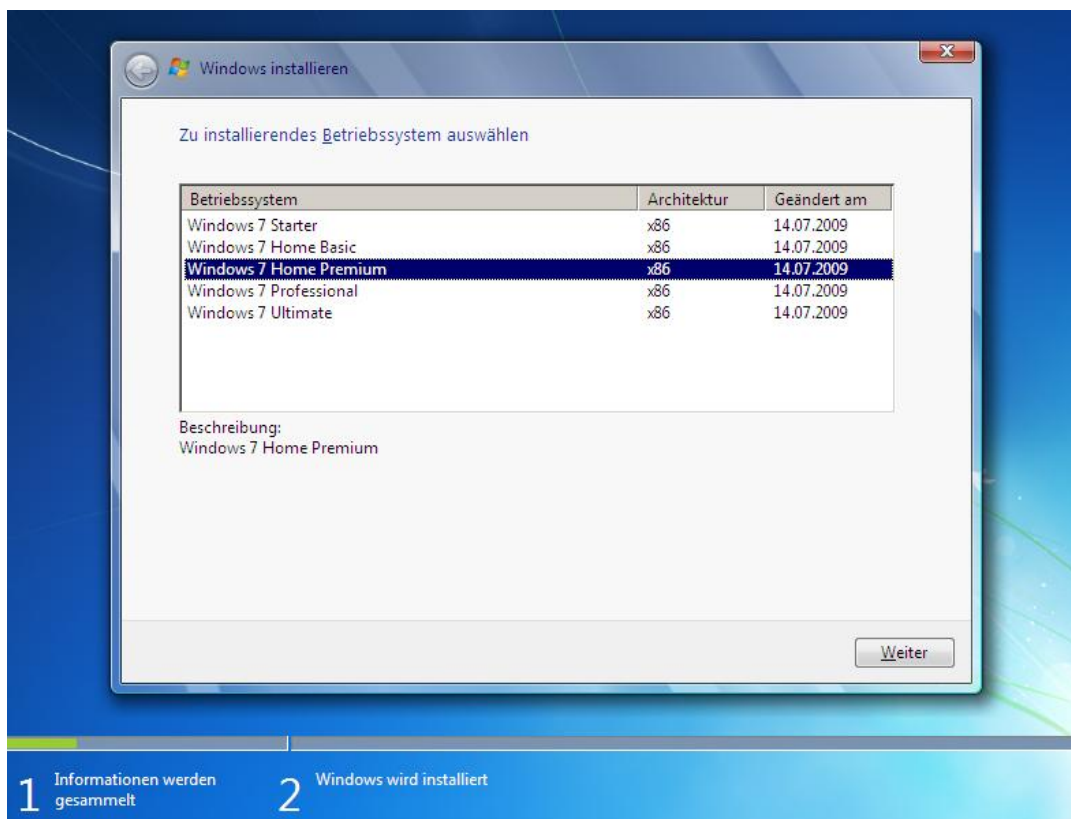 Windows installieren
Zu installierendes Betriebssystem auswählen
Betriebssystem Architektur Geändert am
Windows 7 Starter x86 14.07.2009
Windows 7 Home Basic x86 14.07.2009
Windows 7 Home Premium x86 14.07.2009
Windows 7 Professional x86 14.07.2009
Windows 7 Ultimate x86 14.07.2009
Beschreibung:
Windows 7 Home Premium
Weiter
1 Informationen werden
gesammelt
2 Windows wird installiert